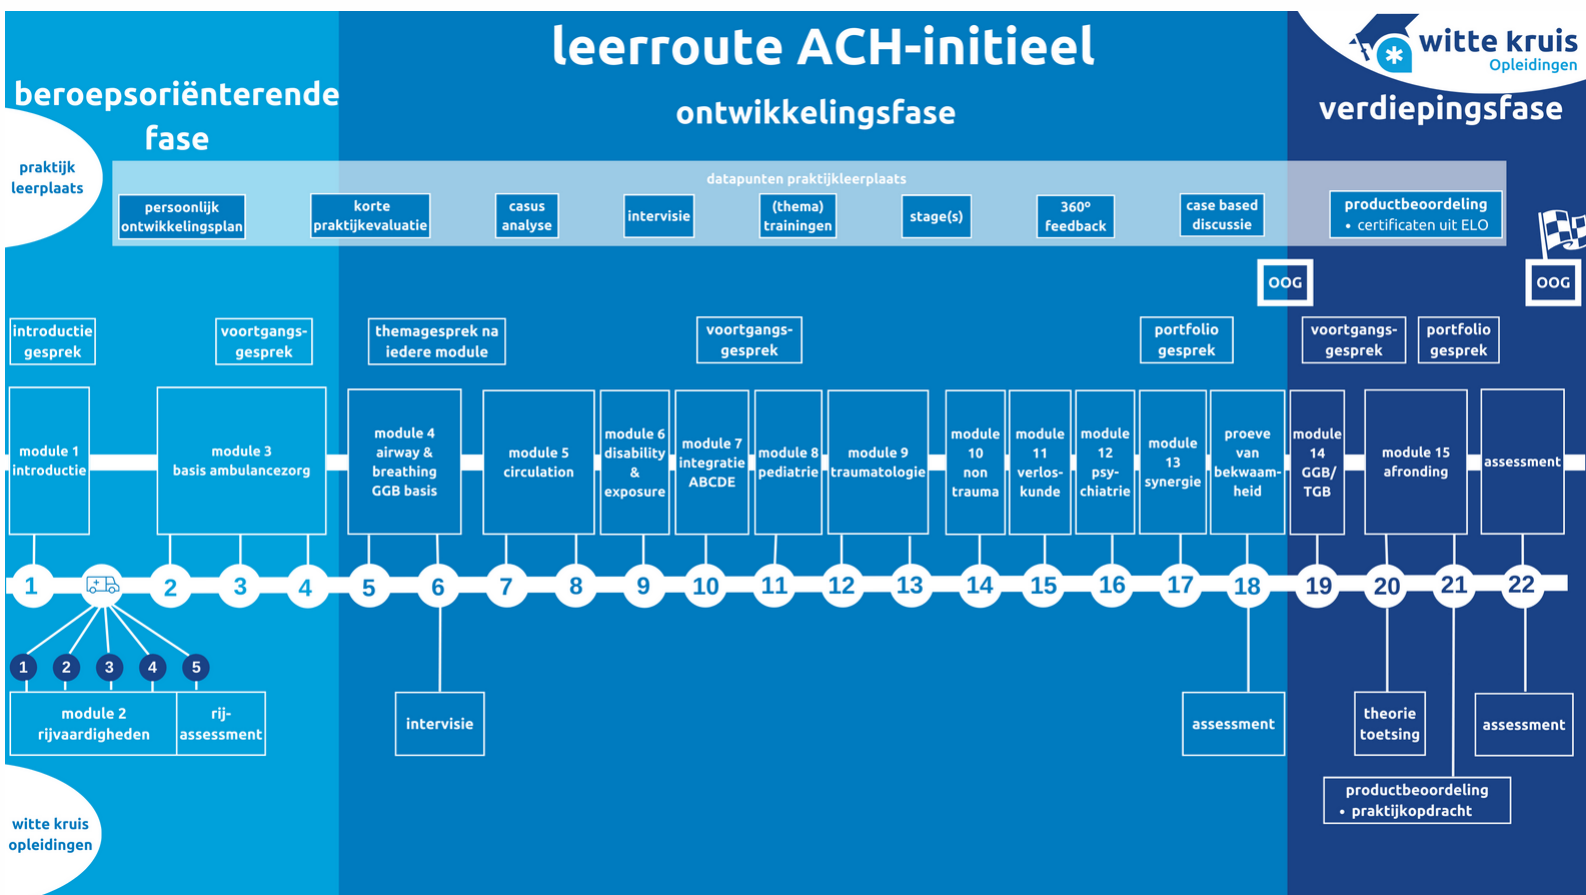 leerroute ACH-initieel
witte kruis
Opleidingen
beroepsoriënterende
fase
ontwikkelingsfase
verdiepingsfase
praktijk
leerplaats
datapunten praktijkleerplaats
persoonlijk
ontwikkelingsplan
korte
praktijkevaluatie
casus
analyse
intervisie
(thema)
trainingen
stage(s)
360º
feedback
case based
discussie
productbeoordeling
• certificaten uit ELO
OOG
OOG
introductie
gesprek
voortgangs-
gesprek
themagesprek na
iedere module
voortgangs-
gesprek
portfolio
gesprek
voortgangs-
gesprek
portfolio
gesprek
module 1
introductie
module 3
basis ambulancezorg
module 4
airway &
breathing
GGB basis
module 5
circulation
module 6
disability
&
exposure
module 7
integratie
ABCDE
module 8
pediatrie
module 9
traumatologie
module
10
non
trauma
module
11
verlos-
kunde
module
12
psy-
chiatrie
module
13
synergie
proeve
van
bekwaam-
heid
module
14
GGB/
TGB
module 15
afronding
assessment
1 2 3 4 5 6 7 8 9 10 11 12 13 14 15 16 17 18 19 20 21 22
1 2 3 4 5
module 2
rijvaardigheden
rij-
assessment
intervisie
assessment
theorie
toetsing
assessment
productbeoordeling
• praktijkopdracht
witte kruis
opleidingen